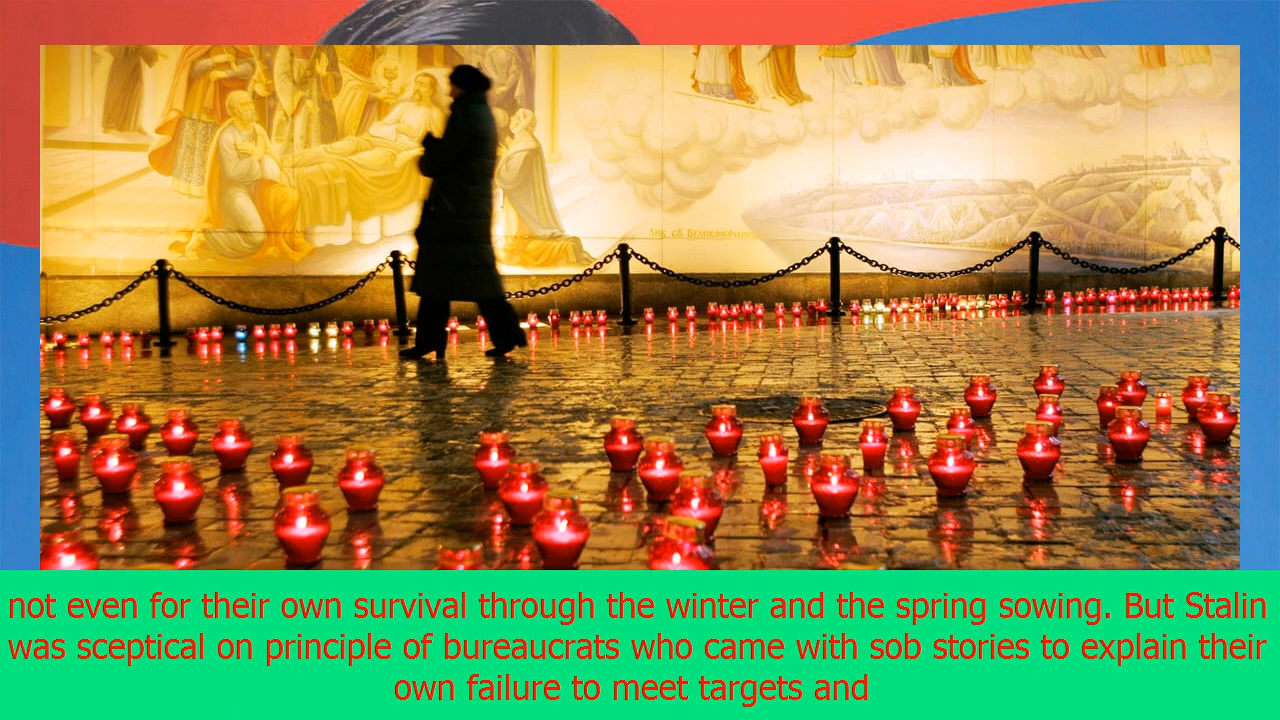 not even for their own survival through the winter and the spring sowing. But Stalin
was sceptical on principle of bureaucrats who came with sob stories to explain their
own failure to meet targets and